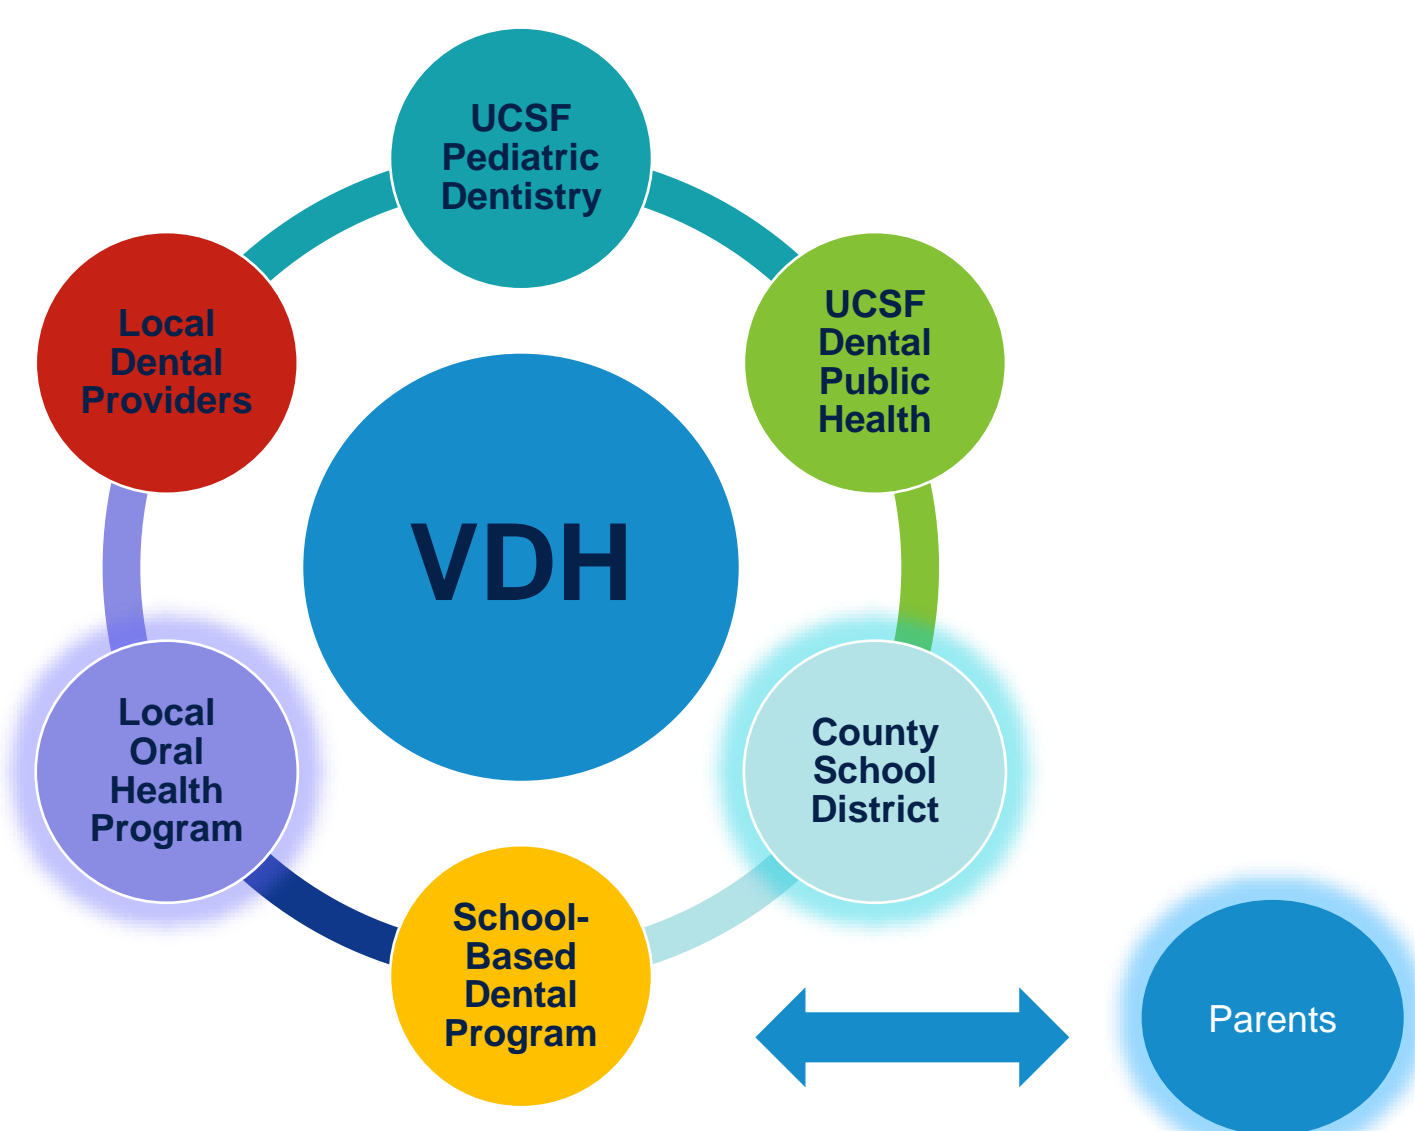 UCSF
Pediatric
Dentistry
UCSF
Dental
Public
Health
Local
Dental
Providers
VDH
County
School
District
Local
Oral
Health
Program
School-
Based
Dental
Program
Parents